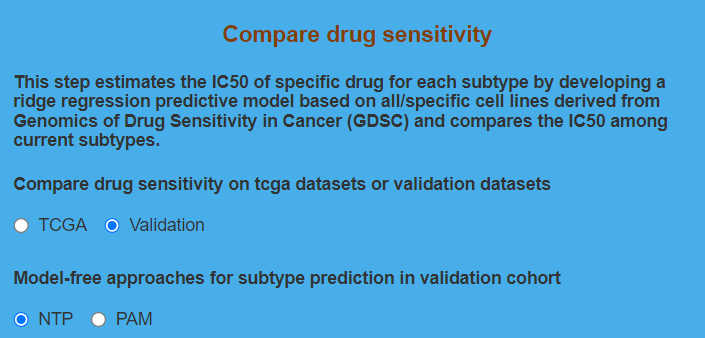 Compare drug sensitivity
This step estimates the IC50 of specific drug for each subtype by developing a
ridge regression predictive model based on all/specific cell lines derived from
Genomics of Drug Sensitivity in Cancer (GDSC) and compares the IC50 among
current subtypes.
Compare drug sensitivity on tcga datasets or validation datasets
TCGA Validation
Model-free approaches for subtype prediction in validation cohort
NTP PAM